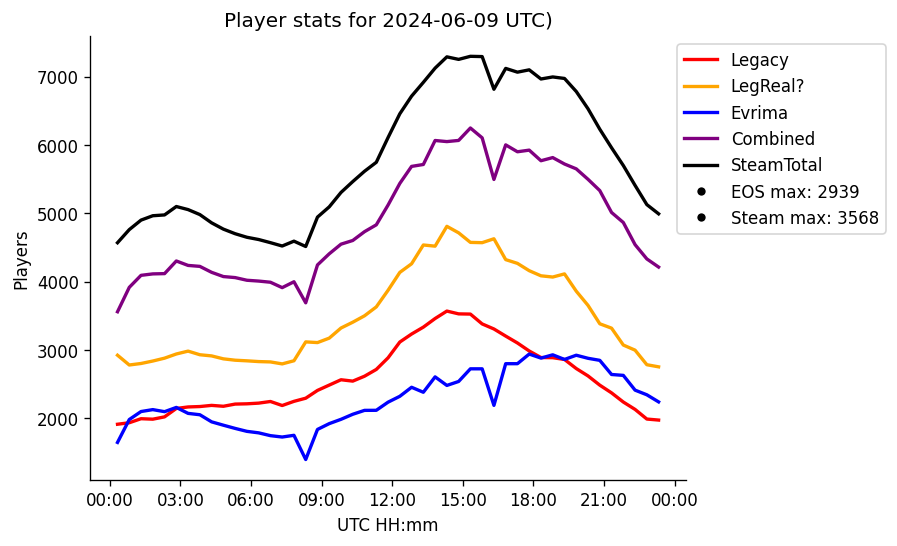 Player stats for 2024-06-09 UTC)
Players
7000
6000
5000
4000
3000
2000
00:00 03:00 06:00 09:00 12:00 15:00 18:00 21:00 00:00
UTC HH:mm
Legacy
LegReal?
Evrima
Combined
SteamTotal
EOS max: 2939
Steam max: 3568